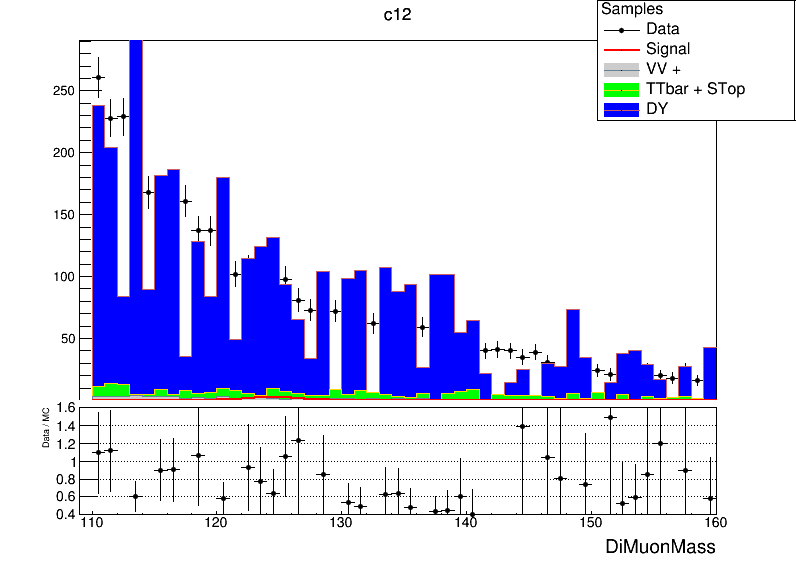 c12
Samples
Data
Signal
VV +
TTbar + STop
DY
250
200
150
100
50
Data / MC
1.6
1.4
1.2
1
0.8
0.6
0.4
110 120 130 140 150 160
DiMuonMass